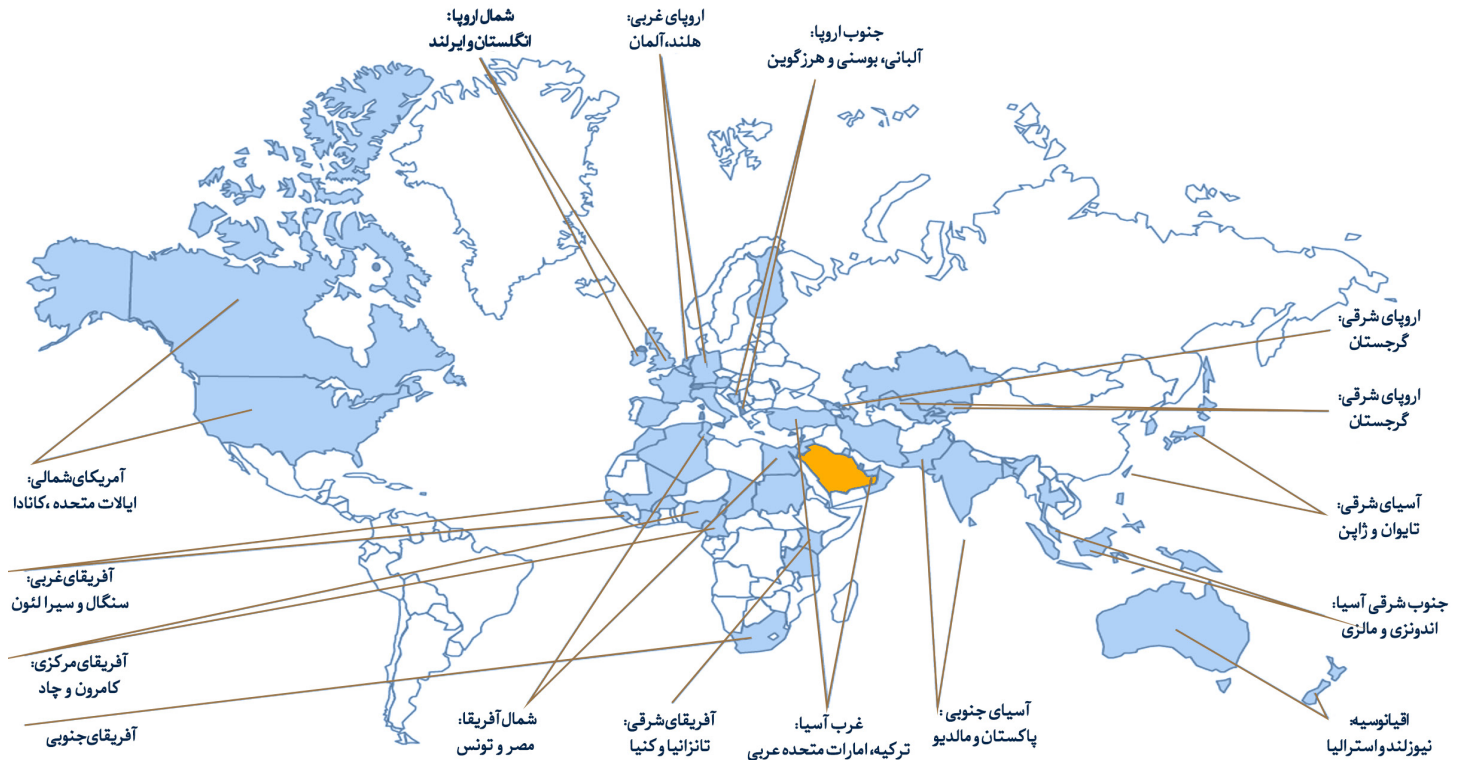 شمال اروپا:
انگلستان و ایرلند
اروپای غربی:
هلند، آلمان
جنوب اروپا:
آلبانی، بوسنی و هرزگوین
اروپای شرقی:
گرجستان
اروپای شرقی:
گرجستان
آسیای شرقی:
تایوان و ژاپن
جنوب شرقی آسیا:
اندونزی و مالزی
اقیانوسیه:
نیوزلند و استرالیا
آسیای جنوبی:
پاکستان و مالدیو
غرب آسیا:
ترکیه، امارات متحده عربی
آفریقای شرقی:
تانزانیا و کنیا
شمال آفریقا:
مصر و تونس
آمریکای شمالی:
ایالات متحده، کانادا
آفریقای غربی:
سنگال و سیرا لئون
آفریقای مرکزی:
کامرون و چاد
آفریقای جنوبی